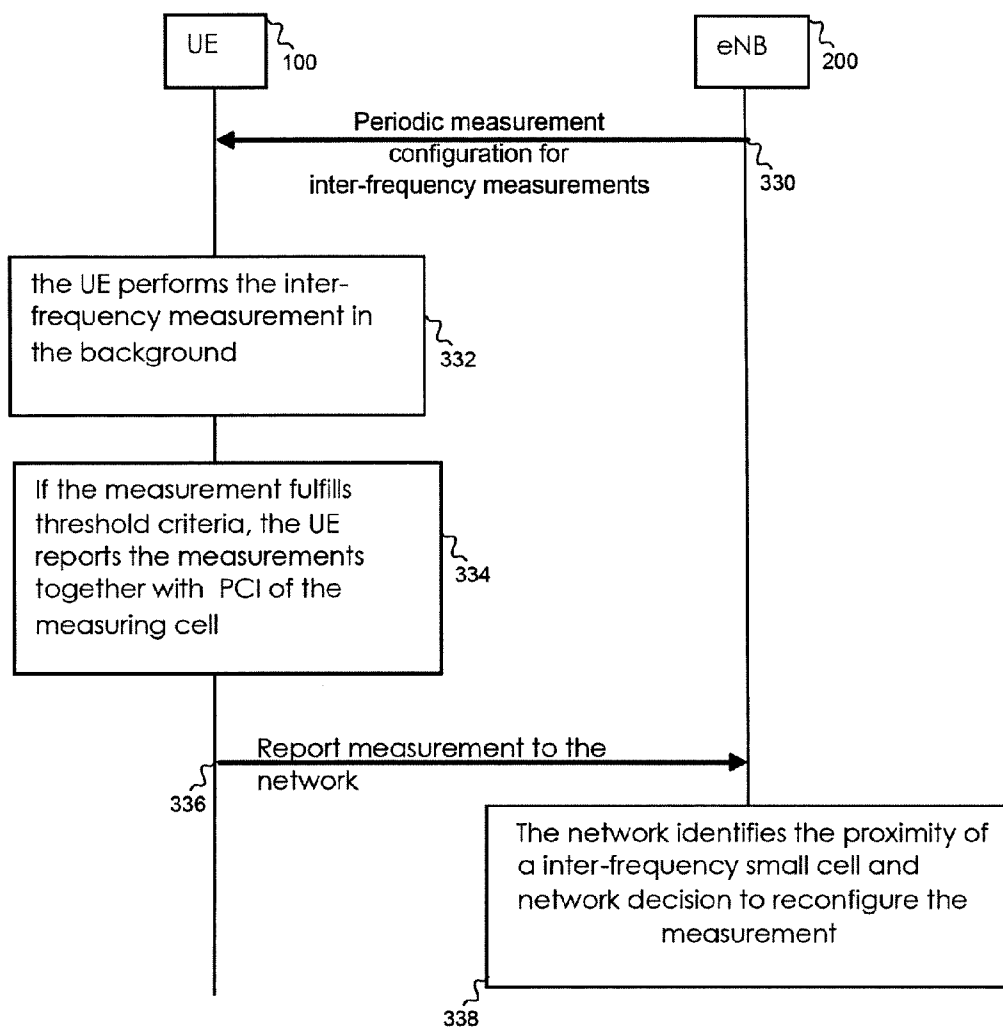 UE
100
eNB
200
Periodic measurement
configuration for
inter-frequency measurements
330
the UE performs the inter-
frequency measurement in
the background
332
If the measurement fulfills
threshold criteria, the UE
reports the measurements
together with PCI of the
measuring cell
334
Report measurement to the
network
336
The network identifies the proximity of
a inter-frequency small cell and
network decision to reconfigure the
measurement
338